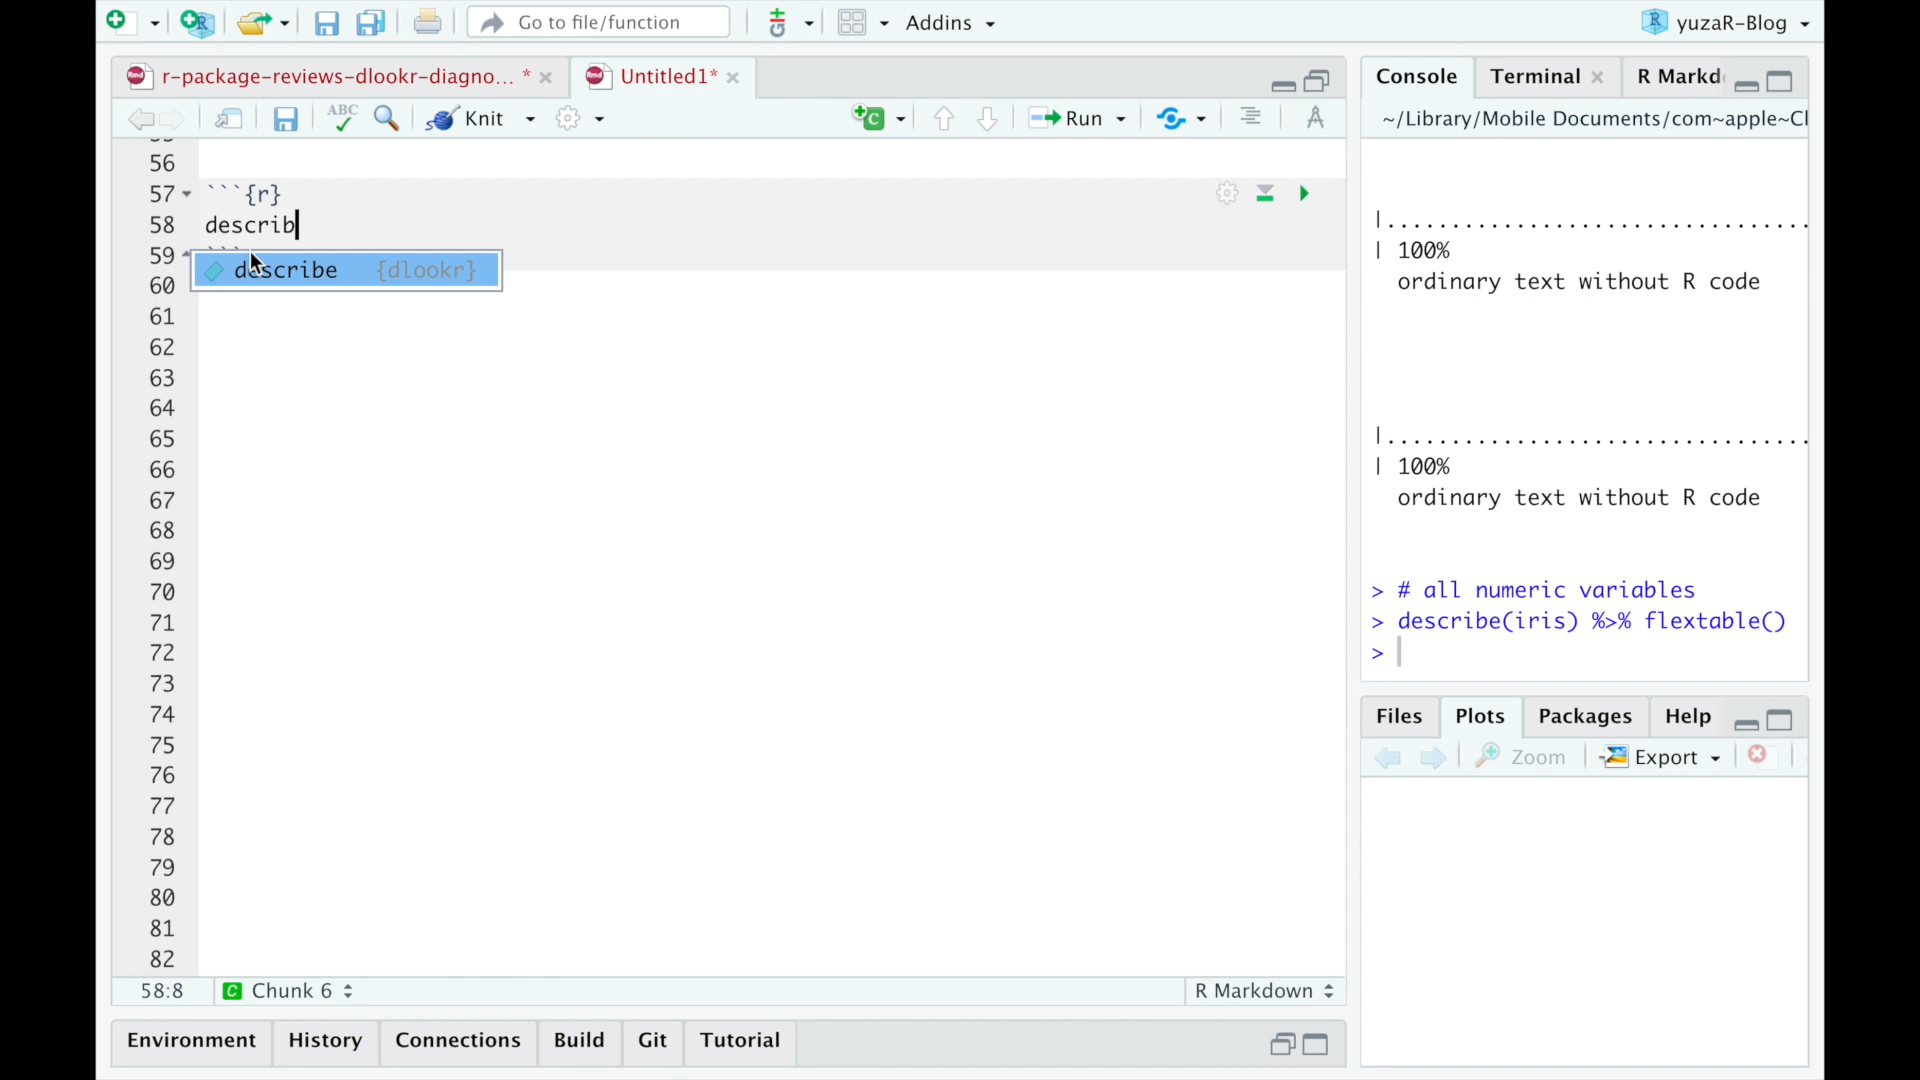 Go to file/function
Addins
yuzaR-Blog
r-package-reviews-dlookr-diagno... *
Untitled1*
ABC
Knit
Run
56
57 ```{r}
58 describ
59
describe {dlookr}
60
61
62
63
64
65
66
67
68
69
70
71
72
73
74
75
76
77
78
79
80
81
82
58:8
C Chunk 6
R Markdown
Environment
History
Connections
Build
Git
Tutorial
Console
Terminal
R Markd
~/Library/Mobile Documents/com~apple~Cl
|.................................
| 100%
ordinary text without R code
|.................................
| 100%
ordinary text without R code
> # all numeric variables
> describe(iris) %>% flextable()
>
Files
Plots
Packages
Help
Zoom
Export